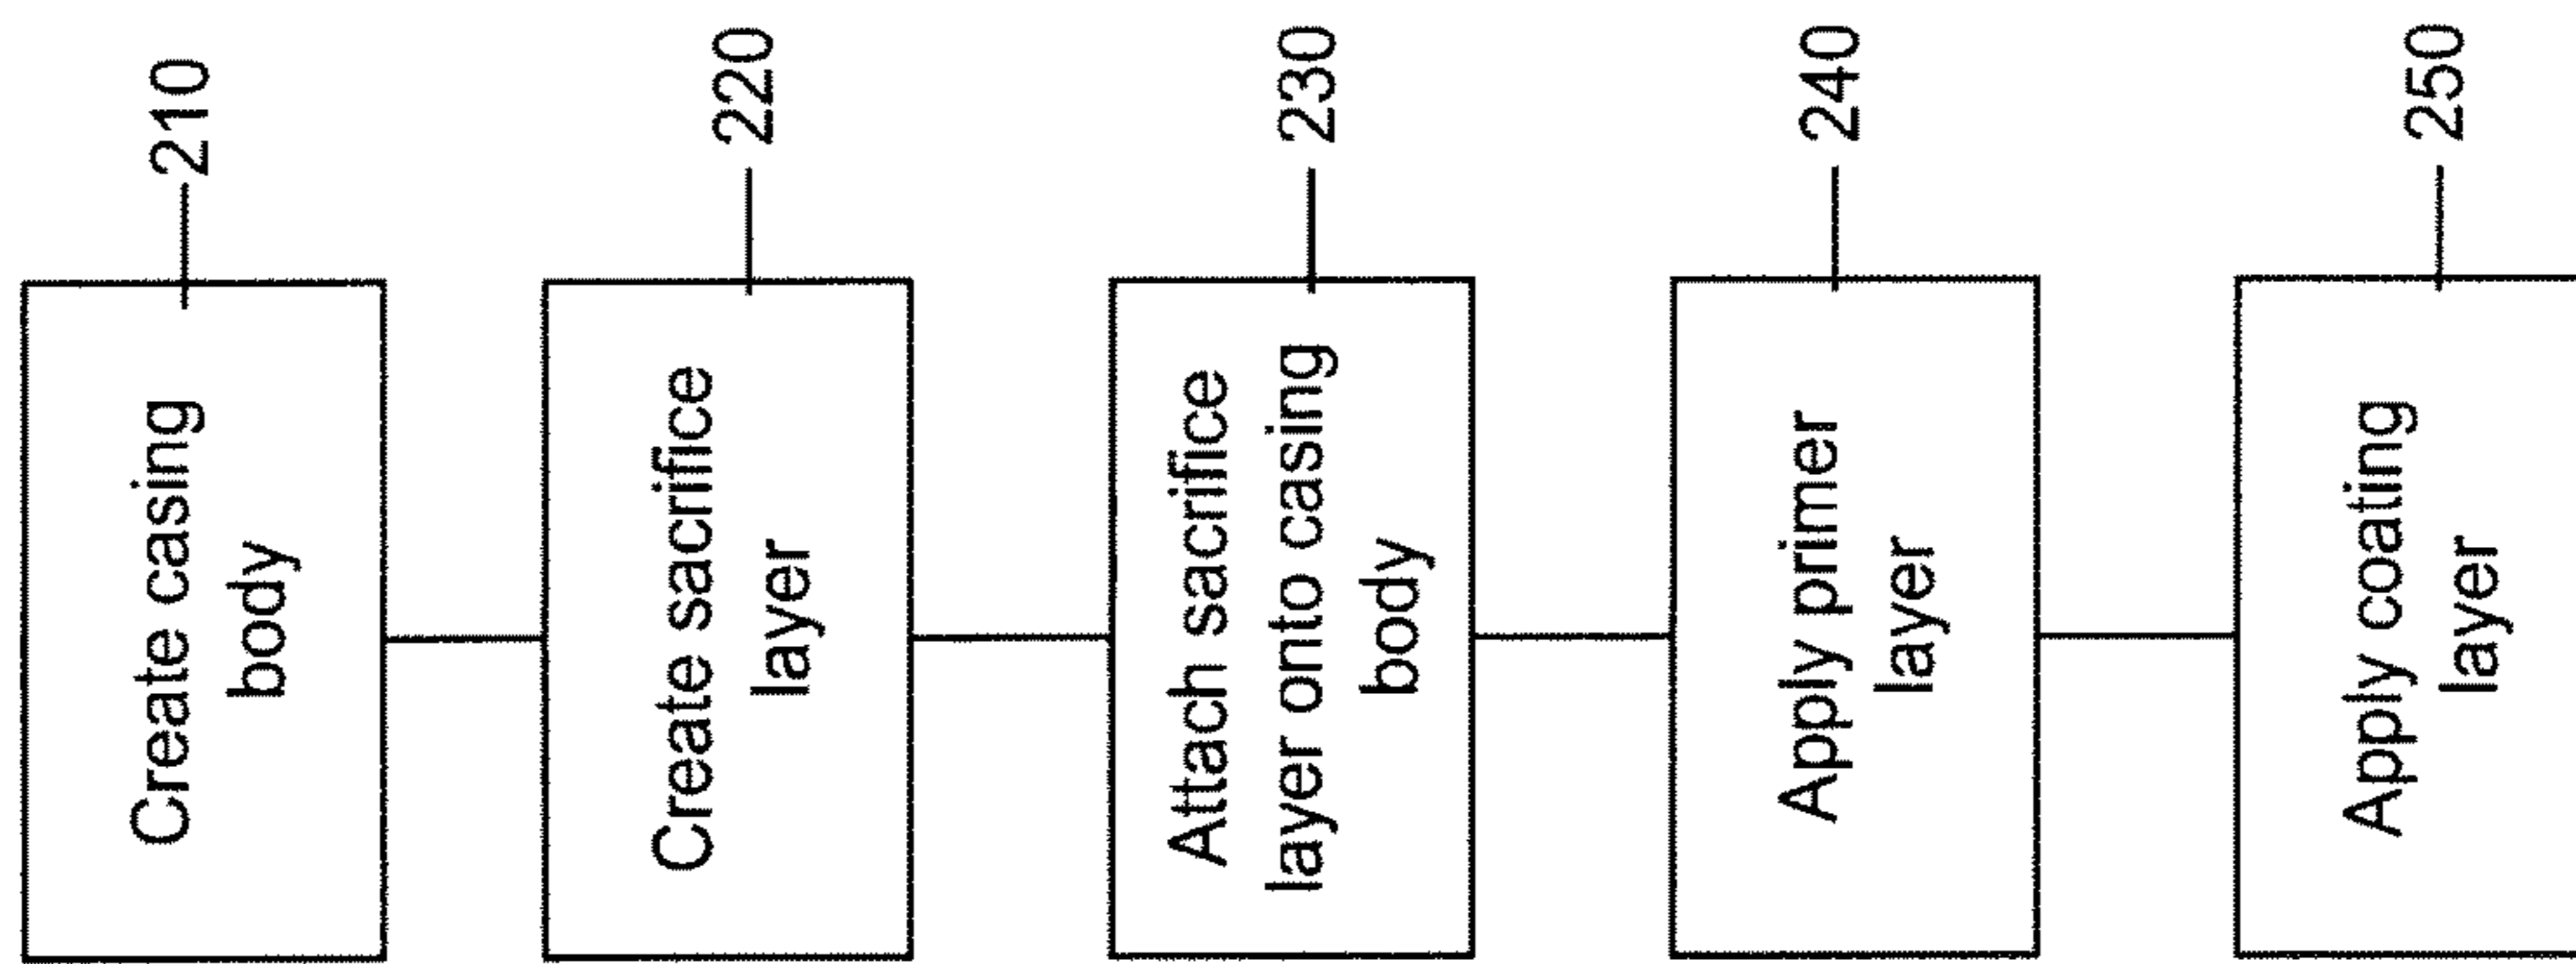 Create casing
body
210
Create sacrifice
layer
220
Attach sacrifice
layer onto casing
body
230
Apply primer
layer
240
Apply coating
layer
250